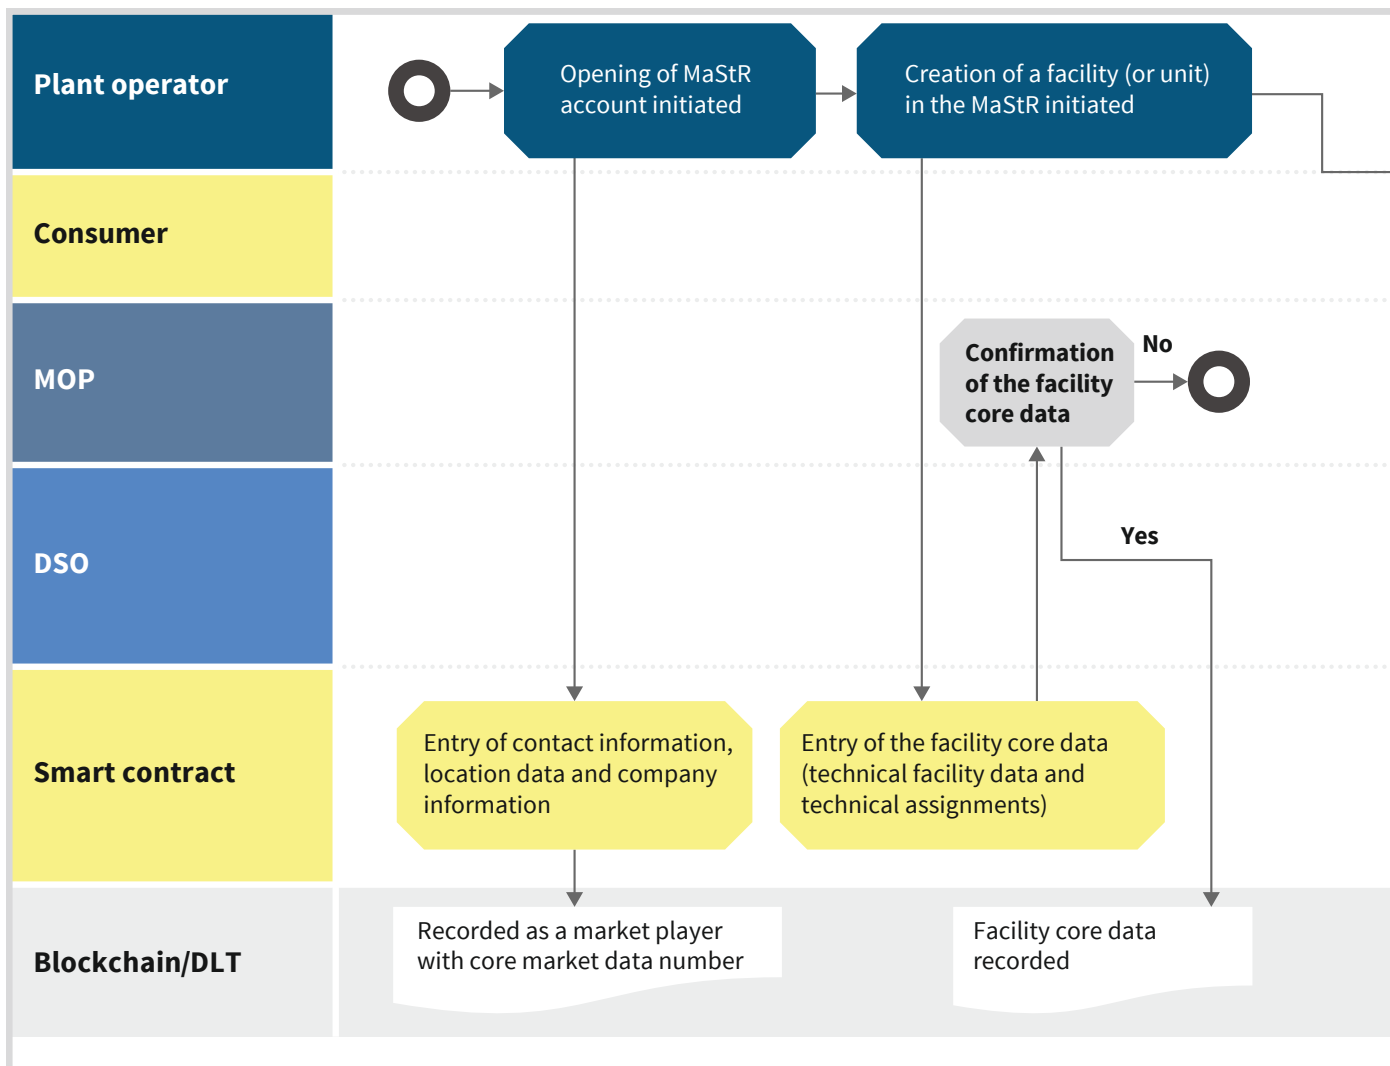 Plant operator
Opening of MaStR
account initiated
Creation of a facility (or unit)
in the MaStR initiated
Consumer
MOP
Confirmation
of the facility
core data
No
DSO
Yes
Smart contract
Entry of contact information,
location data and company
information
Entry of the facility core data
(technical facility data and
technical assignments)
Blockchain/DLT
Recorded as a market player
with core market data number
Facility core data
recorded